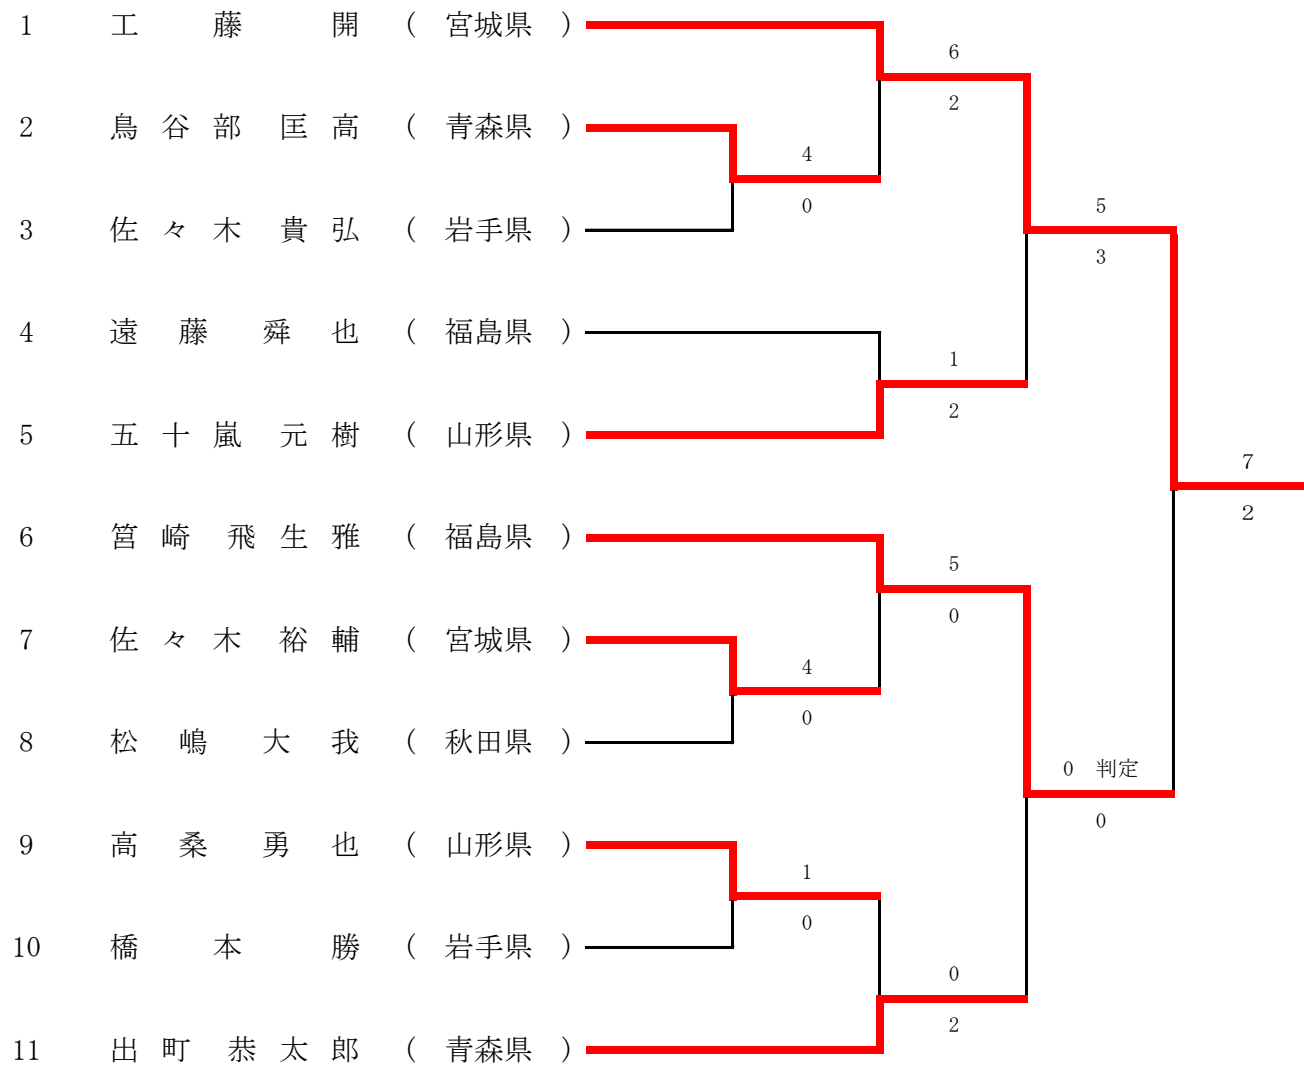 1 工藤開 ( 宮城県 )
6
2
2 鳥谷部匡高 ( 青森県 )
4
0
3 佐々木貴弘 ( 岩手県 )
5
3
4 遠藤舜也 ( 福島県 )
1
2
5 五十嵐元樹 ( 山形県 )
7
2
6 筥崎飛生雅 ( 福島県 )
5
0
7 佐々木裕輔 ( 宮城県 )
4
0
8 松嶋大我 ( 秋田県 )
0 判定
0
9 高桑勇也 ( 山形県 )
1
0
10 橋本勝 ( 岩手県 )
0
2
11 出町恭太郎 ( 青森県 )